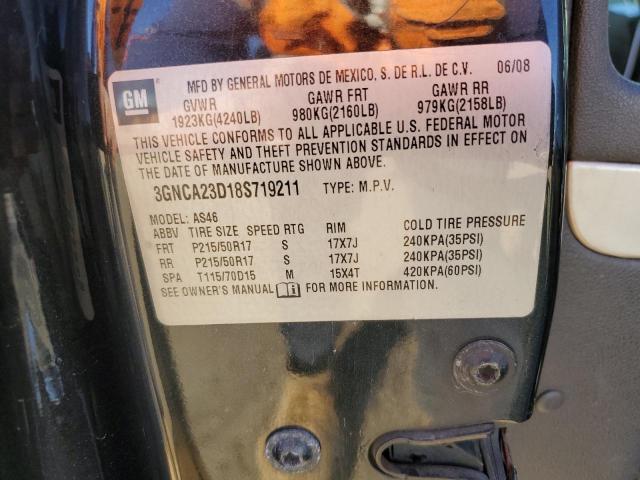 MFD BY GENERAL MOTORS DE MEXICO, S. DE R.L. DE C.V. 06/08
GM
GVWR GAWR FRT GAWR RR
1923KG(4240LB) 980KG(2160LB) 979KG(2158LB)
THIS VEHICLE CONFORMS TO ALL APPLICABLE U.S. FEDERAL MOTOR
VEHICLE SAFETY AND THEFT PREVENTION STANDARDS IN EFFECT ON
THE DATE OF MANUFACTURE SHOWN ABOVE.
3GNCA23D18S719211 TYPE: M.P.V.
MODEL: AS46
ABBV TIRE SIZE SPEED RTG RIM COLD TIRE PRESSURE
FRT P215/50R17 S 17X7J 240KPA(35PSI)
RR P215/50R17 S 17X7J 240KPA(35PSI)
SPA T115/70D15 M 15X4T 420KPA(60PSI)
SEE OWNER'S MANUAL FOR MORE INFORMATION.